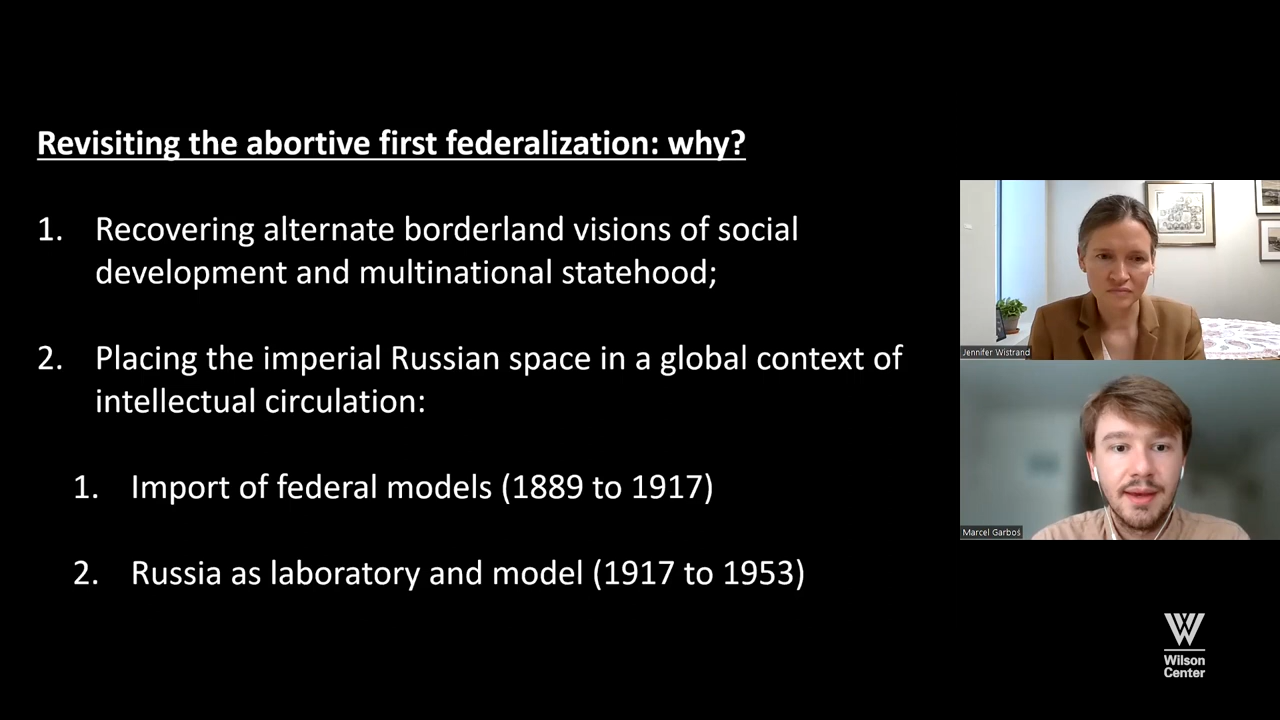 Revisiting the abortive first federalization: why?
1. Recovering alternate borderland visions of social
development and multinational statehood;
2. Placing the imperial Russian space in a global context of
intellectual circulation:
1. Import of federal models (1889 to 1917)
2. Russia as laboratory and model (1917 to 1953)
Jennifer Wistrand
Marcel Garboś
W
Wilson
Center